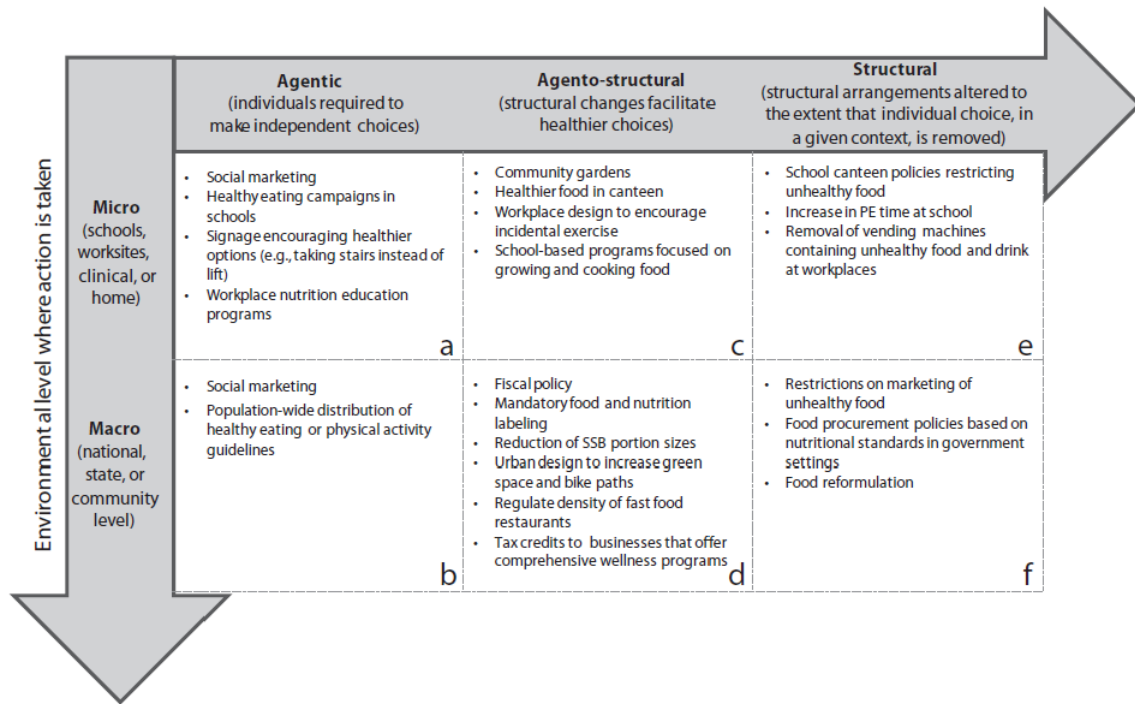 Agentic
(individuals required to
make independent choices)
Agento-structural
(structural changes facilitate
healthier choices)
Structural
(structural arrangements altered to
the extent that individual choice, in
a given context, is removed)
Environmental level where action is taken
Micro
(schools,
worksites,
clinical, or
home)
• Social marketing
• Healthy eating campaigns in
schools
• Signage encouraging healthier
options (e.g., taking stairs instead of
lift)
• Workplace nutrition education
programs
a
• Community gardens
• Healthier food in canteen
• Workplace design to encourage
incidental exercise
• School-based programs focused on
growing and cooking food
c
• School canteen policies restricting
unhealthy food
• Increase in PE time at school
• Removal of vending machines
containing unhealthy food and drink
at workplaces
e
Macro
(national,
state, or
community
level)
• Social marketing
• Population-wide distribution of
healthy eating or physical activity
guidelines
b
• Fiscal policy
• Mandatory food and nutrition
labeling
• Reduction of SSB portion sizes
• Urban design to increase green
space and bike paths
• Regulate density of fast food
restaurants
• Tax credits to businesses that offer
comprehensive wellness programs
d
• Restrictions on marketing of
unhealthy food
• Food procurement policies based on
nutritional standards in government
settings
• Food reformulation
f